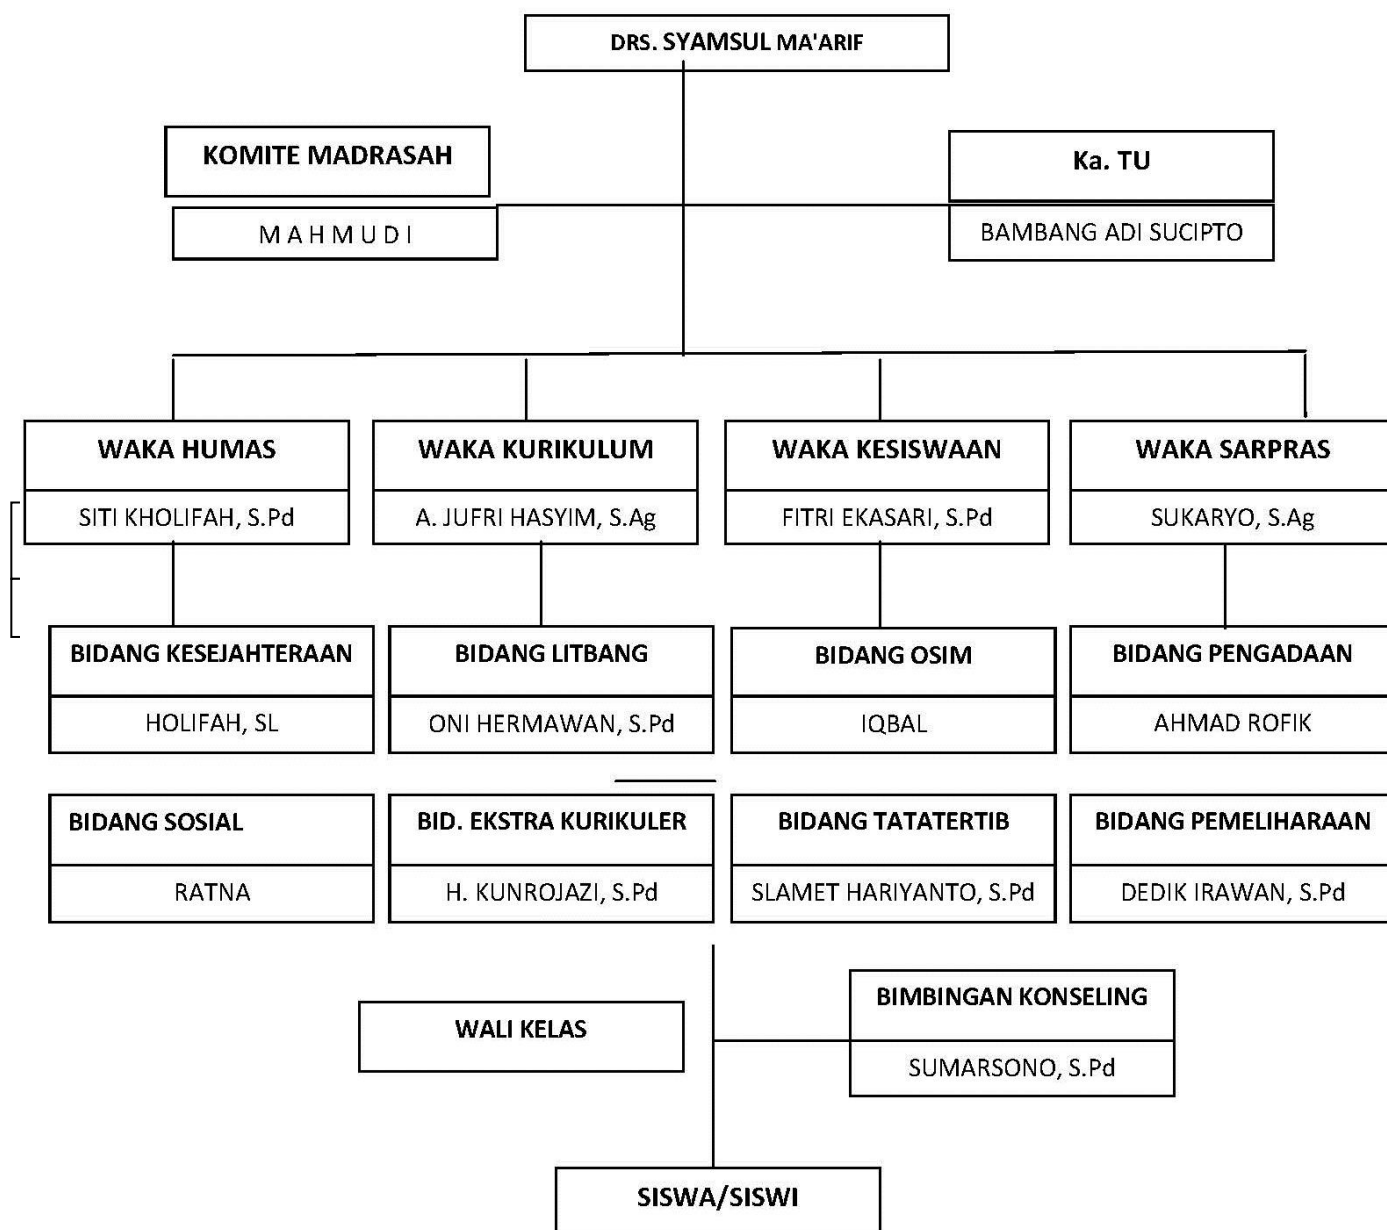 DRS. SYAMSUL MA'ARIF
KOMITE MADRASAH
M A H M U D I
Ka. TU
BAMBANG ADI SUCIPTO
WAKA HUMAS
SITI KHOLIFAH, S.Pd
WAKA KURIKULUM
A. JUFRI HASYIM, S.Ag
WAKA KESISWAAN
FITRI EKASARI, S.Pd
WAKA SARPRAS
SUKARYO, S.Ag
BIDANG KESEJAHTERAAN
HOLIFAH, SL
BIDANG LITBANG
ONI HERMAWAN, S.Pd
BIDANG OSIM
IQBAL
BIDANG PENGADAAN
AHMAD ROFIK
BIDANG SOSIAL
RATNA
BID. EKSTRA KURIKULER
H. KUNROJAZI, S.Pd
BIDANG TATATERTIB
SLAMET HARIYANTO, S.Pd
BIDANG PEMELIHARAAN
DEDIK IRAWAN, S.Pd
WALI KELAS
BIMBINGAN KONSELING
SUMARSONO, S.Pd
SISWA/SISWI